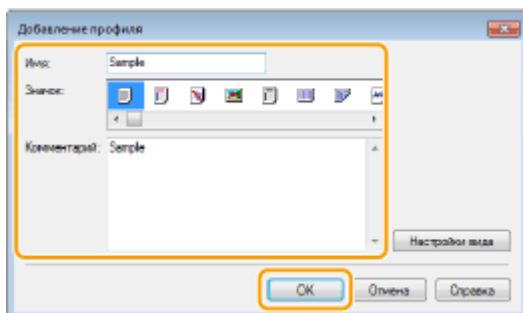 Добавление профиля
Имя: Sample
Значок:
Комментарий: Sample
Настройки вида
OK Отмена Справка